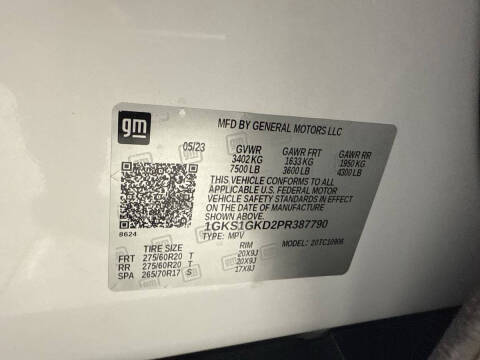 gm
MFD BY GENERAL MOTORS LLC
05/23 GVWR GAWR FRT GAWR RR
3402 KG 1633 KG 1950 KG
7500 LB 3600 LB 4300 LB
THIS VEHICLE CONFORMS TO ALL
APPLICABLE U.S. FEDERAL MOTOR
VEHICLE SAFETY STANDARDS IN EFFECT
ON THE DATE OF MANUFACTURE
1GKS1GKD2PR387790
8624
TYPE: MPV MODEL: 20TC10906
TIRE SIZE RIM
FRT 275/60R20 T 20X9J
RR 275/60R20 T 20X9J
SPA 265/70R17 S 17X8J